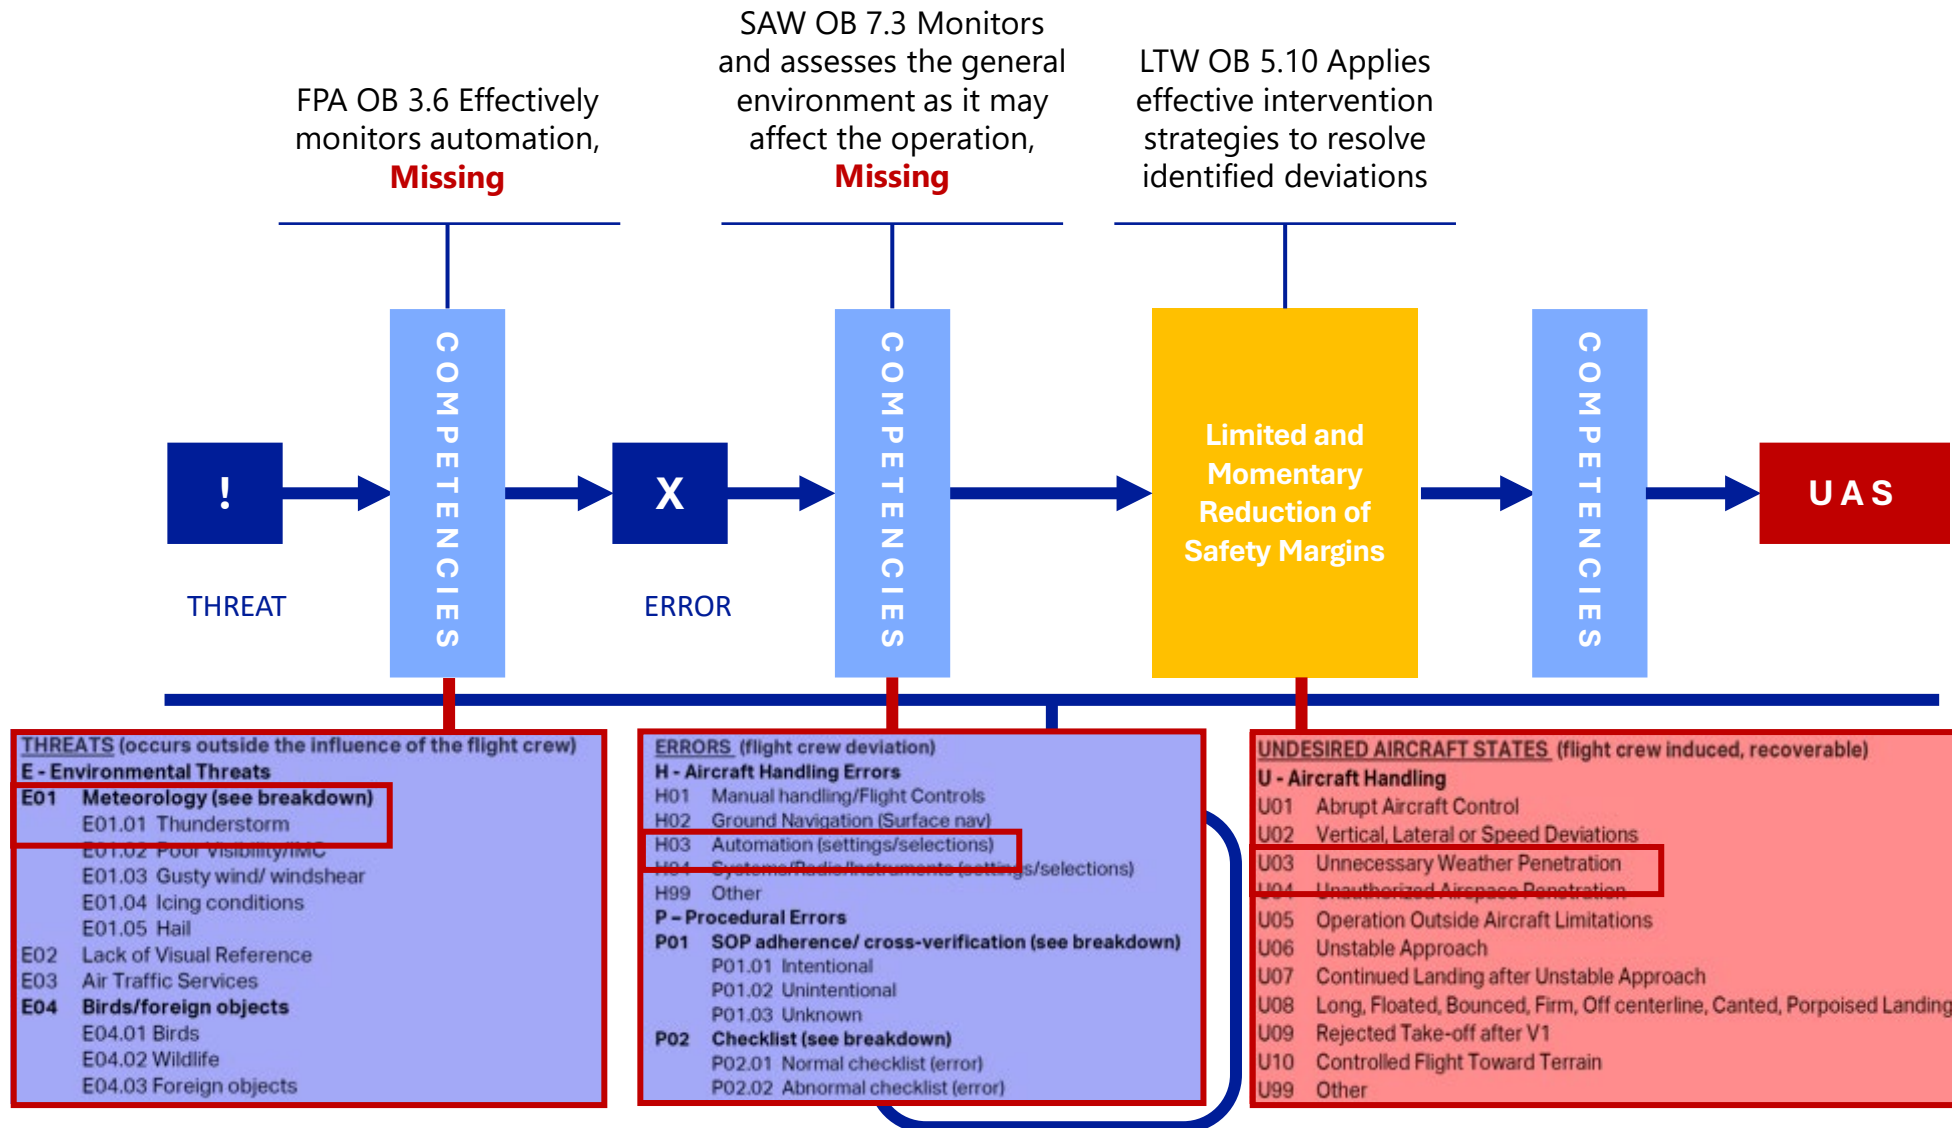 FPA OB 3.6 Effectively
monitors automation,
Missing
SAW OB 7.3 Monitors
and assesses the general
environment as it may
affect the operation,
Missing
LTW OB 5.10 Applies
effective intervention
strategies to resolve
identified deviations
!
THREAT
COMPETENCIES
X
ERROR
COMPETENCIES
Limited and
Momentary
Reduction of
Safety Margins
COMPETENCIES
UAS
THREATS (occurs outside the influence of the flight crew)
E - Environmental Threats
E01 Meteorology (see breakdown)
E01.01 Thunderstorm
E01.02 Poor Visibility/IMC
E01.03 Gusty wind/ windshear
E01.04 Icing conditions
E01.05 Hail
E02 Lack of Visual Reference
E03 Air Traffic Services
E04 Birds/foreign objects
E04.01 Birds
E04.02 Wildlife
E04.03 Foreign objects
ERRORS (flight crew deviation)
H - Aircraft Handling Errors
H01 Manual handling/Flight Controls
H02 Ground Navigation (Surface nav)
H03 Automation (settings/selections)
H04 Systems/Radio/Instruments (settings/selections)
H99 Other
P – Procedural Errors
P01 SOP adherence/ cross-verification (see breakdown)
P01.01 Intentional
P01.02 Unintentional
P01.03 Unknown
P02 Checklist (see breakdown)
P02.01 Normal checklist (error)
P02.02 Abnormal checklist (error)
UNDESIRED AIRCRAFT STATES (flight crew induced, recoverable)
U - Aircraft Handling
U01 Abrupt Aircraft Control
U02 Vertical, Lateral or Speed Deviations
U03 Unnecessary Weather Penetration
U04 Unauthorized Airspace Penetration
U05 Operation Outside Aircraft Limitations
U06 Unstable Approach
U07 Continued Landing after Unstable Approach
U08 Long, Floated, Bounced, Firm, Off centerline, Canted, Porpoised Landing
U09 Rejected Take-off after V1
U10 Controlled Flight Toward Terrain
U99 Other